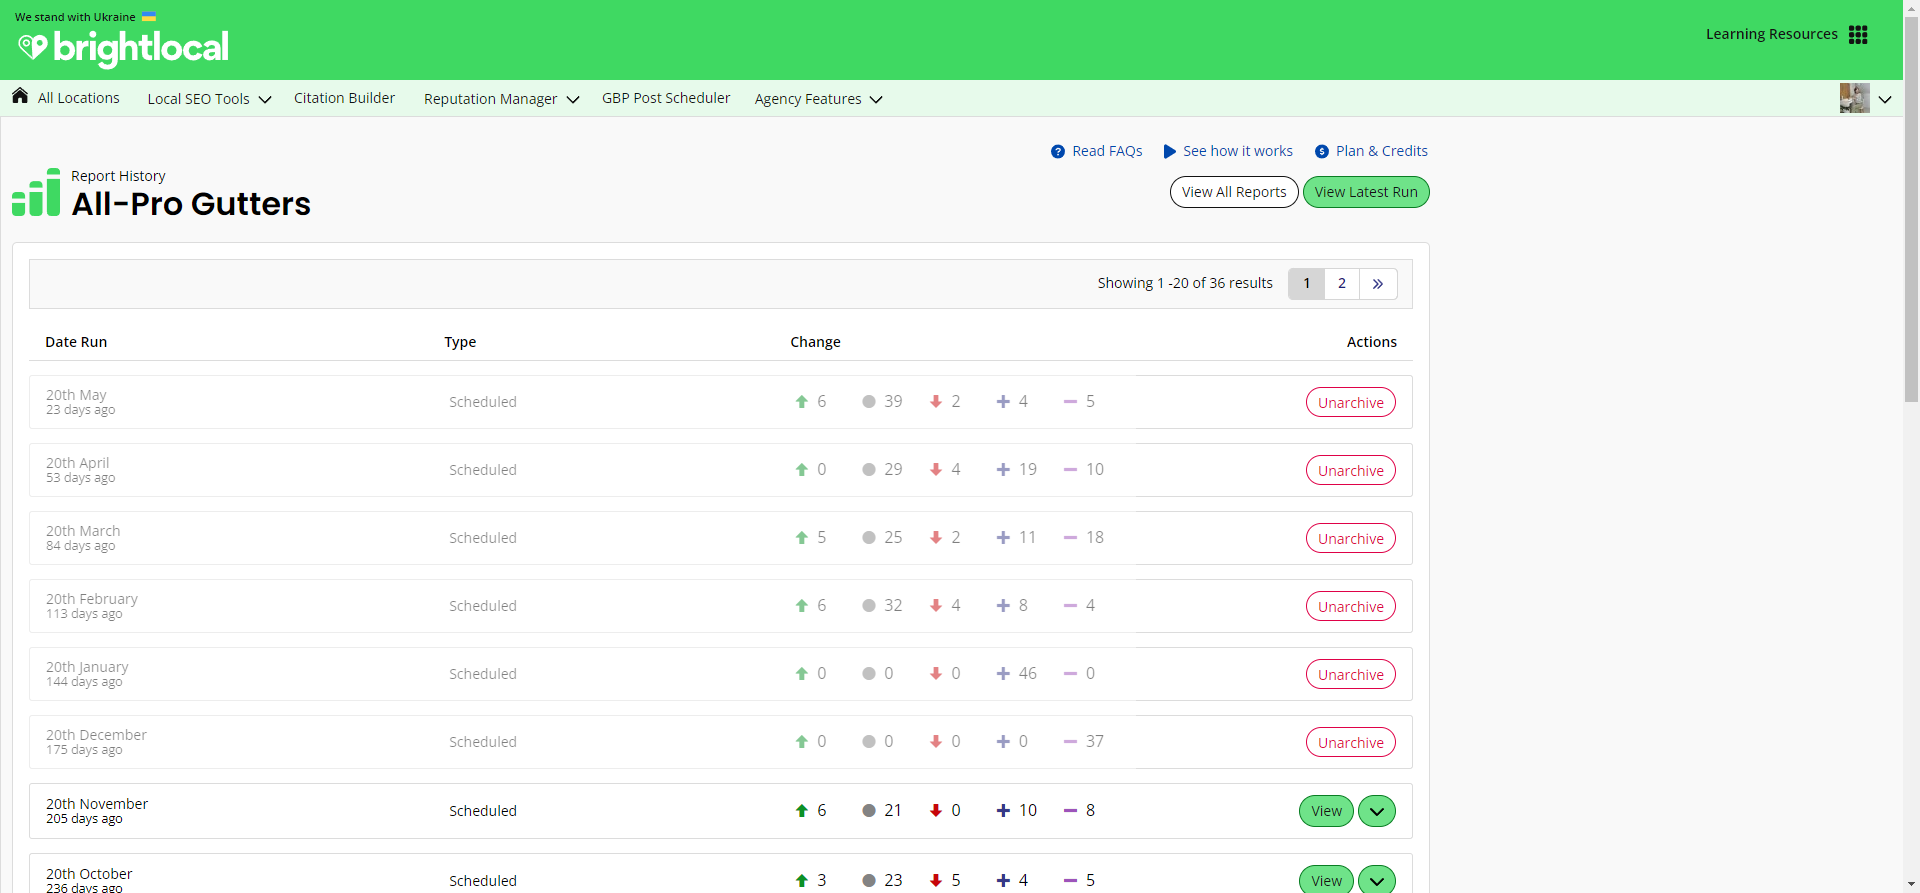 We stand with Ukraine
brightlocal
Learning Resources
All Locations
Local SEO Tools
Citation Builder
Reputation Manager
GBP Post Scheduler
Agency Features
Read FAQs
See how it works
Plan & Credits
Report History
All-Pro Gutters
View All Reports
View Latest Run
Showing 1 -20 of 36 results 1 2 »
Date Run Type Change Actions
20th May
23 days ago
Scheduled 6 39 2 4 5 Unarchive
20th April
53 days ago
Scheduled 0 29 4 19 10 Unarchive
20th March
84 days ago
Scheduled 5 25 2 11 18 Unarchive
20th February
113 days ago
Scheduled 6 32 4 8 4 Unarchive
20th January
144 days ago
Scheduled 0 0 0 46 0 Unarchive
20th December
175 days ago
Scheduled 0 0 0 0 37 Unarchive
20th November
205 days ago
Scheduled 6 21 0 10 8 View
20th October
236 days ago
Scheduled 3 23 5 4 5 View